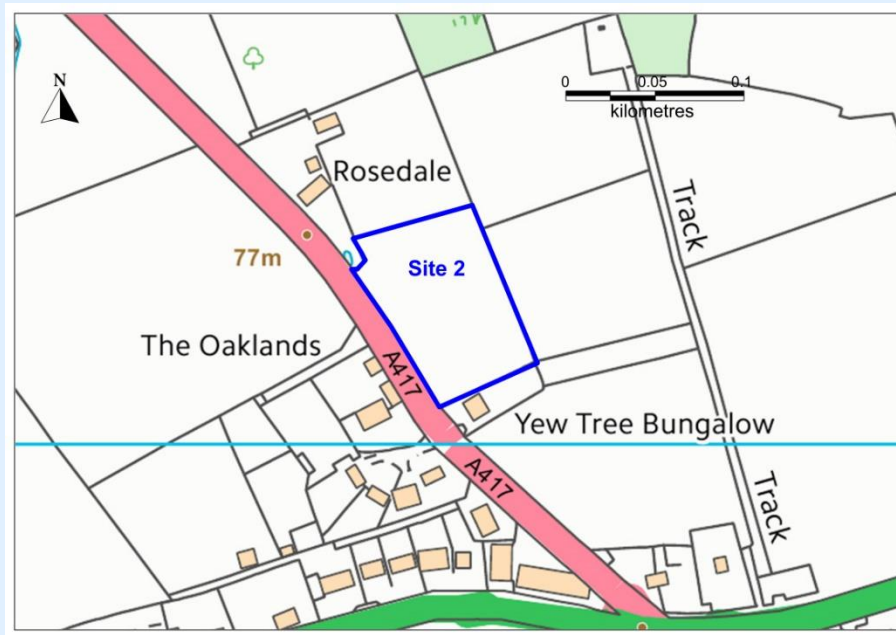 N
0 0.05 0.1
kilometres
Rosedale
Track
77m
Site 2
The Oaklands
A417
Yew Tree Bungalow
A417
Track